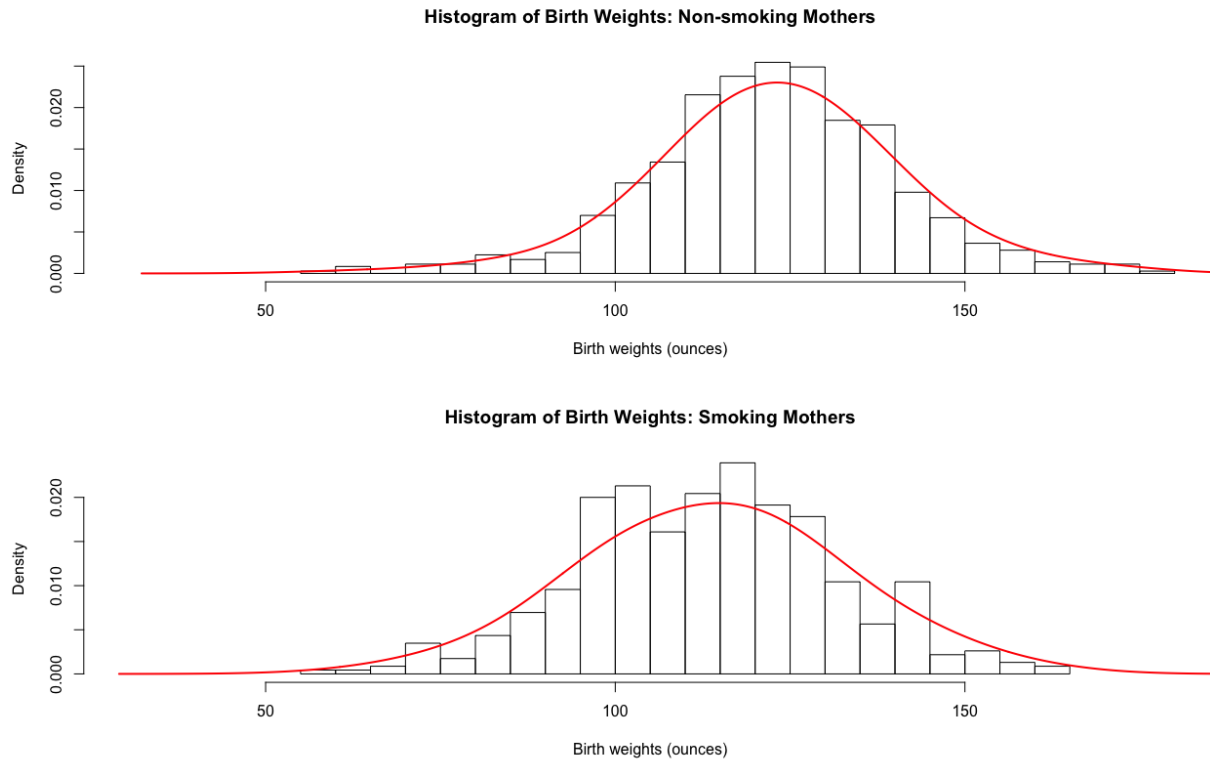 Histogram of Birth Weights: Non-smoking Mothers
Density
0.000
0.010
0.020
50 100 150
Birth weights (ounces)
Histogram of Birth Weights: Smoking Mothers
Density
0.000
0.010
0.020
50 100 150
Birth weights (ounces)